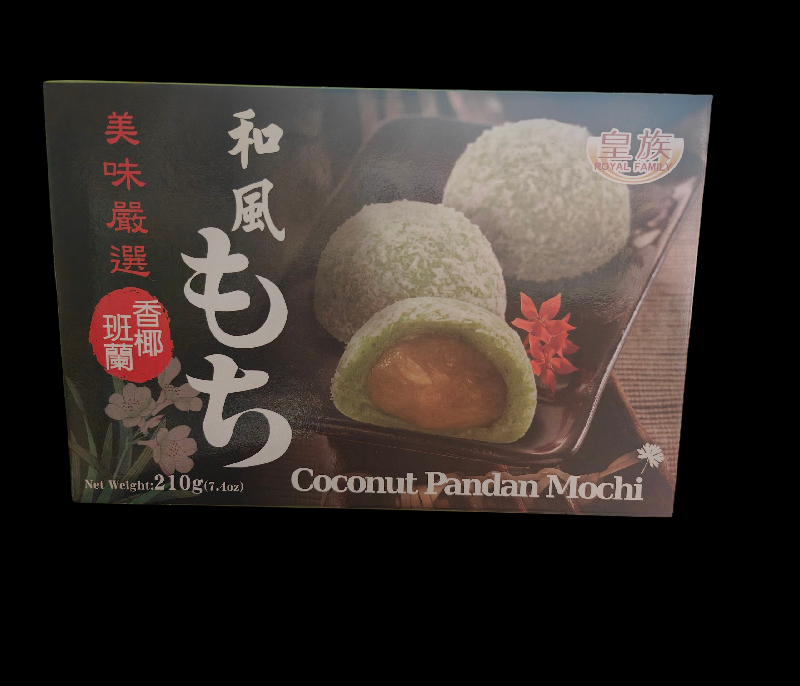 美味嚴選
和風
もち
香椰
班蘭
皇族
ROYAL FAMILY
Net Weight:210g(7.4oz)
Coconut Pandan Mochi